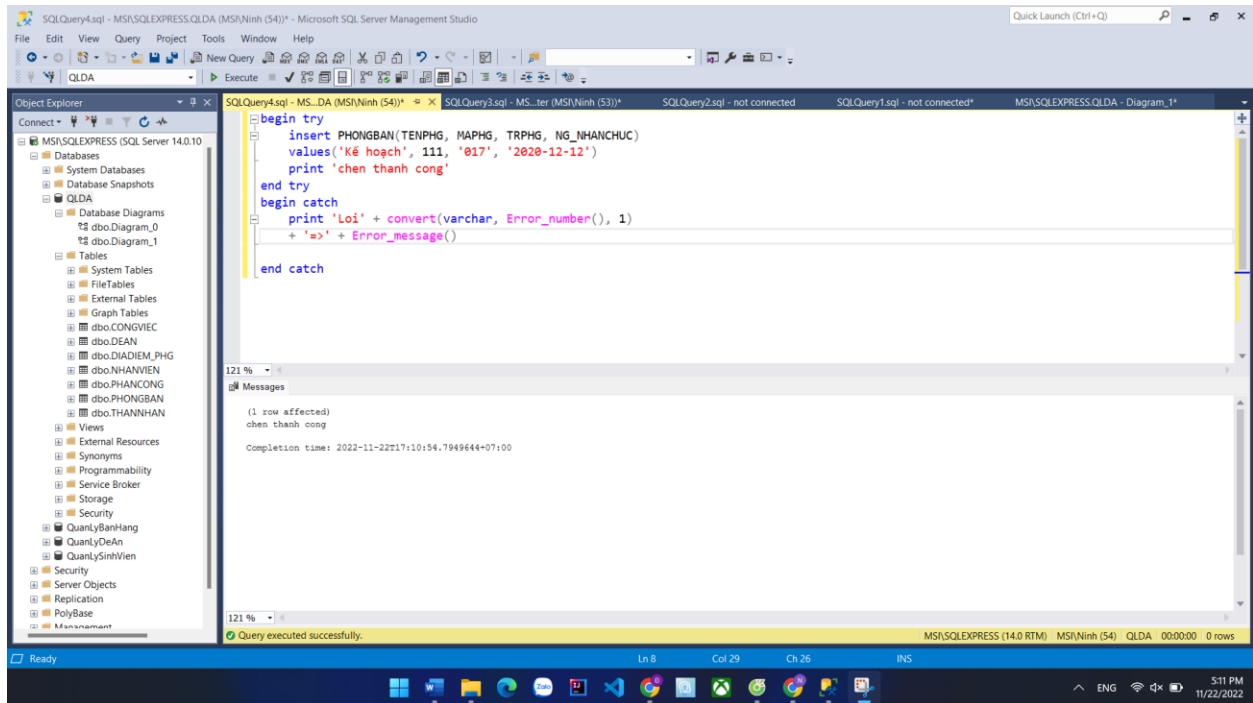 SQLQuery4.sql - MSI\SQLEXPRESS.QLDA (MSI\Ninh (54))* - Microsoft SQL Server Management Studio
Quick Launch (Ctrl+Q)
File Edit View Query Project Tools Window Help
New Query
QLDA
Execute
Object Explorer
SQLQuery4.sql - MS...DA (MSI\Ninh (54))*
SQLQuery3.sql - MS...ter (MSI\Ninh (53))*
SQLQuery2.sql - not connected
SQLQuery1.sql - not connected*
MSI\SQLEXPRESS.QLDA - Diagram_1*
Connect
MSI\SQLEXPRESS (SQL Server 14.0.10
Databases
System Databases
Database Snapshots
QLDA
Database Diagrams
dbo.Diagram_0
dbo.Diagram_1
Tables
System Tables
FileTables
External Tables
Graph Tables
dbo.CONGVIEC
dbo.DEAN
dbo.DIADIEM_PHG
dbo.NHANVIEN
dbo.PHANCONG
dbo.PHONGBAN
dbo.THANNHAN
Views
External Resources
Synonyms
Programmability
Service Broker
Storage
Security
QuanLyBanHang
QuanLyDeAn
QuanLySinhVien
Security
Server Objects
Replication
PolyBase
Management
begin try
insert PHONGBAN(TENPHG, MAPHG, TRPHG, NG_NHANCHUC)
values('Kế hoạch', 111, '017', '2020-12-12')
print 'chen thanh cong'
end try
begin catch
print 'Loi' + convert(varchar, Error_number(), 1)
+ '=>' + Error_message()
end catch
121 %
Messages
(1 row affected)
chen thanh cong
Completion time: 2022-11-22T17:10:54.7949644+07:00
121 %
Query executed successfully.
MSI\SQLEXPRESS (14.0 RTM) MSI\Ninh (54) QLDA 00:00:00 0 rows
Ready
Ln 8 Col 29 Ch 26 INS
Zalo
ENG
5:11 PM
11/22/2022